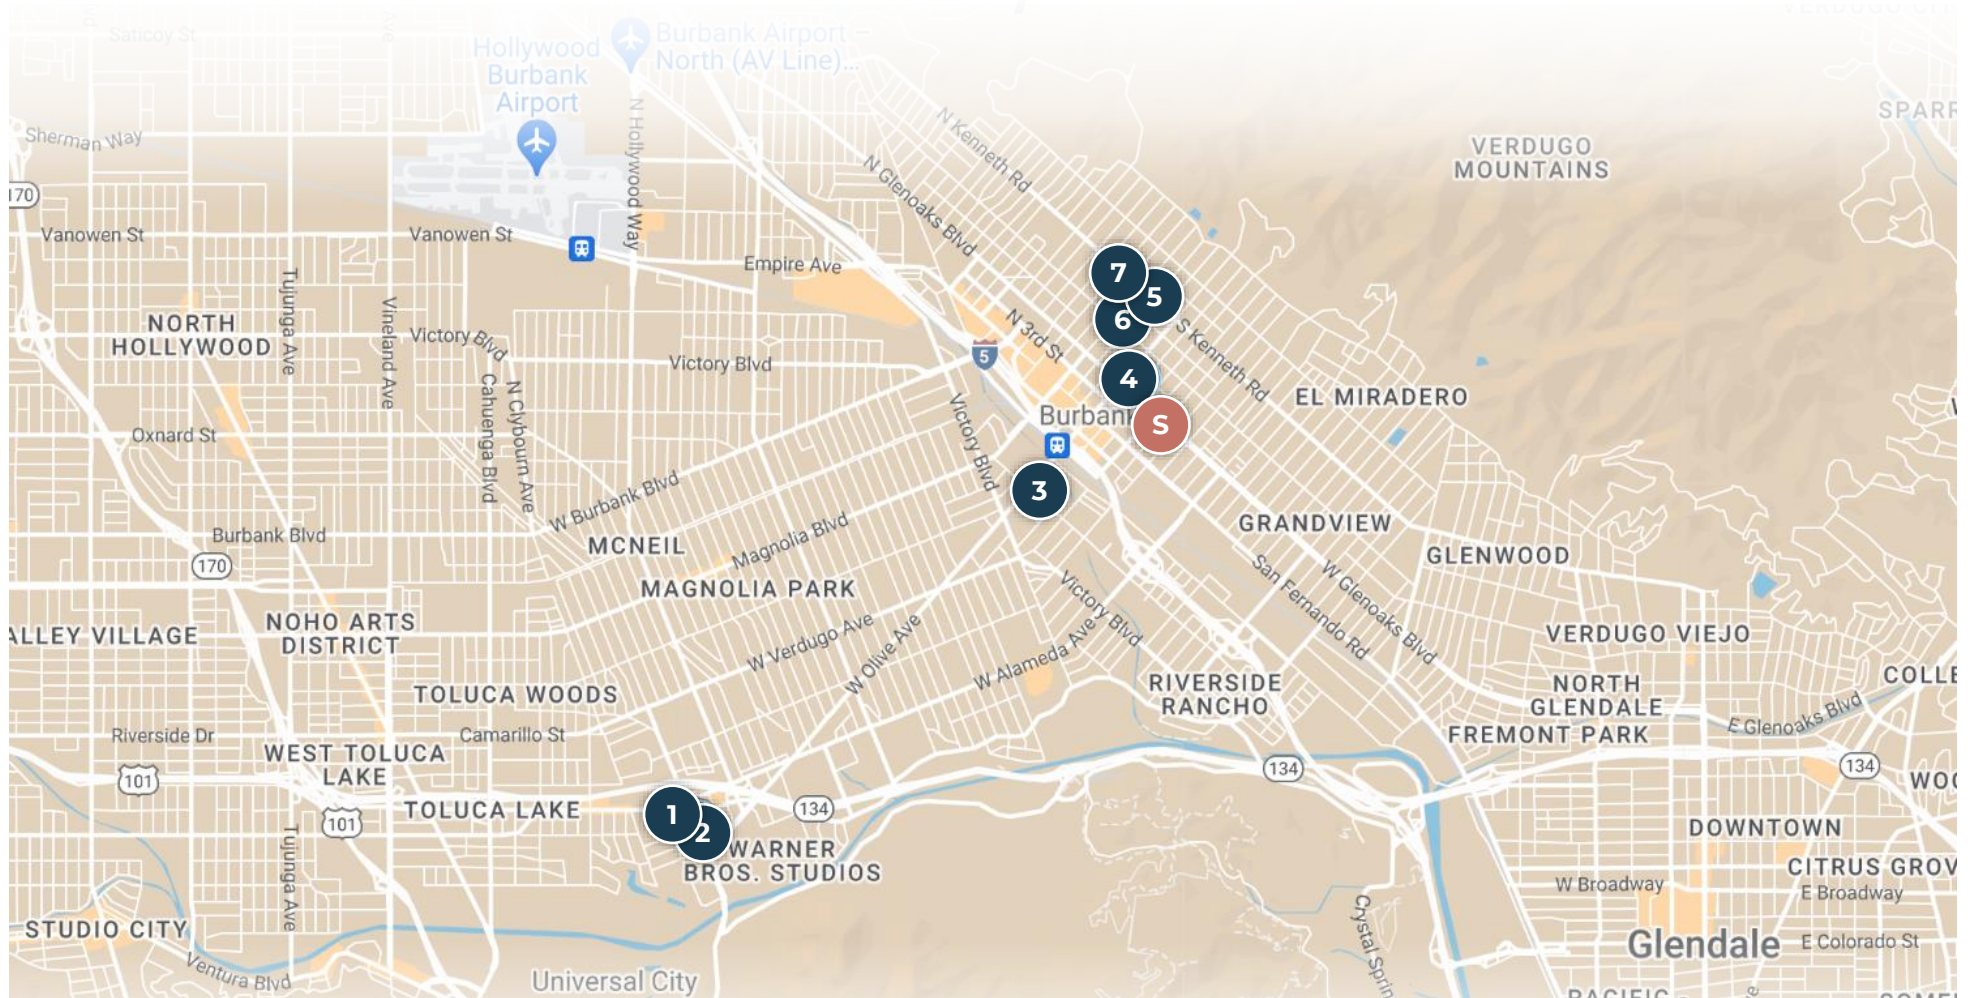 Saticoy St
Hollywood
Burbank
Airport
Burbank Airport –
North (AV Line)...
VERDUGO CITY
Sherman Way
N Hollywood Way
N Kenneth Rd
SPARR
VERDUGO
MOUNTAINS
170
N Glenoaks Blvd
Vanowen St
Vanowen St
Empire Ave
7
5
6
Tujunga Ave
Vineland Ave
NORTH
HOLLYWOOD
Victory Blvd
Victory Blvd
N 3rd St
S Kenneth Rd
5
4
Cahuenga Blvd
N Clybourn Ave
Victory Blvd
EL MIRADERO
Burban
S
Oxnard St
W Burbank Blvd
3
Burbank Blvd
MCNEIL
Magnolia Blvd
GRANDVIEW
GLENWOOD
170
MAGNOLIA PARK
Victory Blvd
San Fernando Rd
W Glenoaks Blvd
ALLEY VILLAGE
NOHO ARTS
DISTRICT
W Verdugo Ave
W Olive Ave
W Alameda Ave
VERDUGO VIEJO
TOLUCA WOODS
RIVERSIDE
RANCHO
NORTH
GLENDALE
COLLE
Riverside Dr
Camarillo St
FREMONT PARK
E Glenoaks Blvd
WEST TOLUCA
LAKE
101
134
134
WOO
TOLUCA LAKE
1
2
134
101
WARNER
BROS. STUDIOS
DOWNTOWN
Tujunga Ave
CITRUS GROV
W Broadway
E Broadway
STUDIO CITY
Crystal Sprin
Glendale
E Colorado St
Ventura Blvd
Universal City
PACIFIC